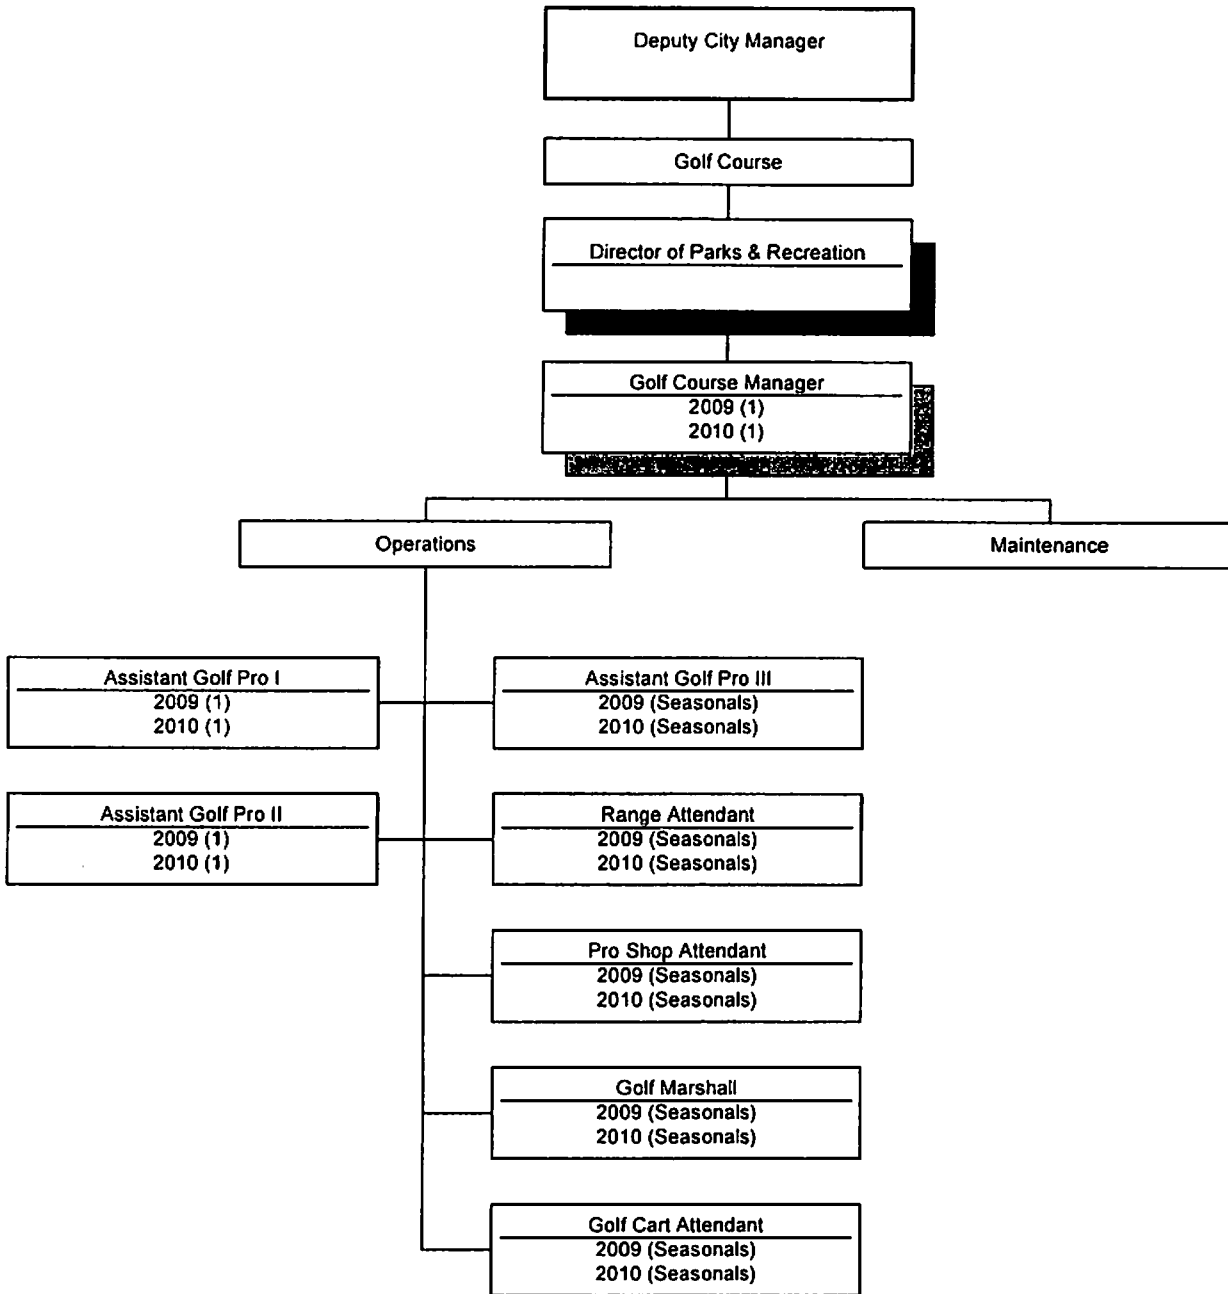 Deputy City Manager
Golf Course
Director of Parks & Recreation
Golf Course Manager
2009 (1)
2010 (1)
Operations
Maintenance
Assistant Golf Pro I
2009 (1)
2010 (1)
Assistant Golf Pro III
2009 (Seasonals)
2010 (Seasonals)
Assistant Golf Pro II
2009 (1)
2010 (1)
Range Attendant
2009 (Seasonals)
2010 (Seasonals)
Pro Shop Attendant
2009 (Seasonals)
2010 (Seasonals)
Golf Marshall
2009 (Seasonals)
2010 (Seasonals)
Golf Cart Attendant
2009 (Seasonals)
2010 (Seasonals)